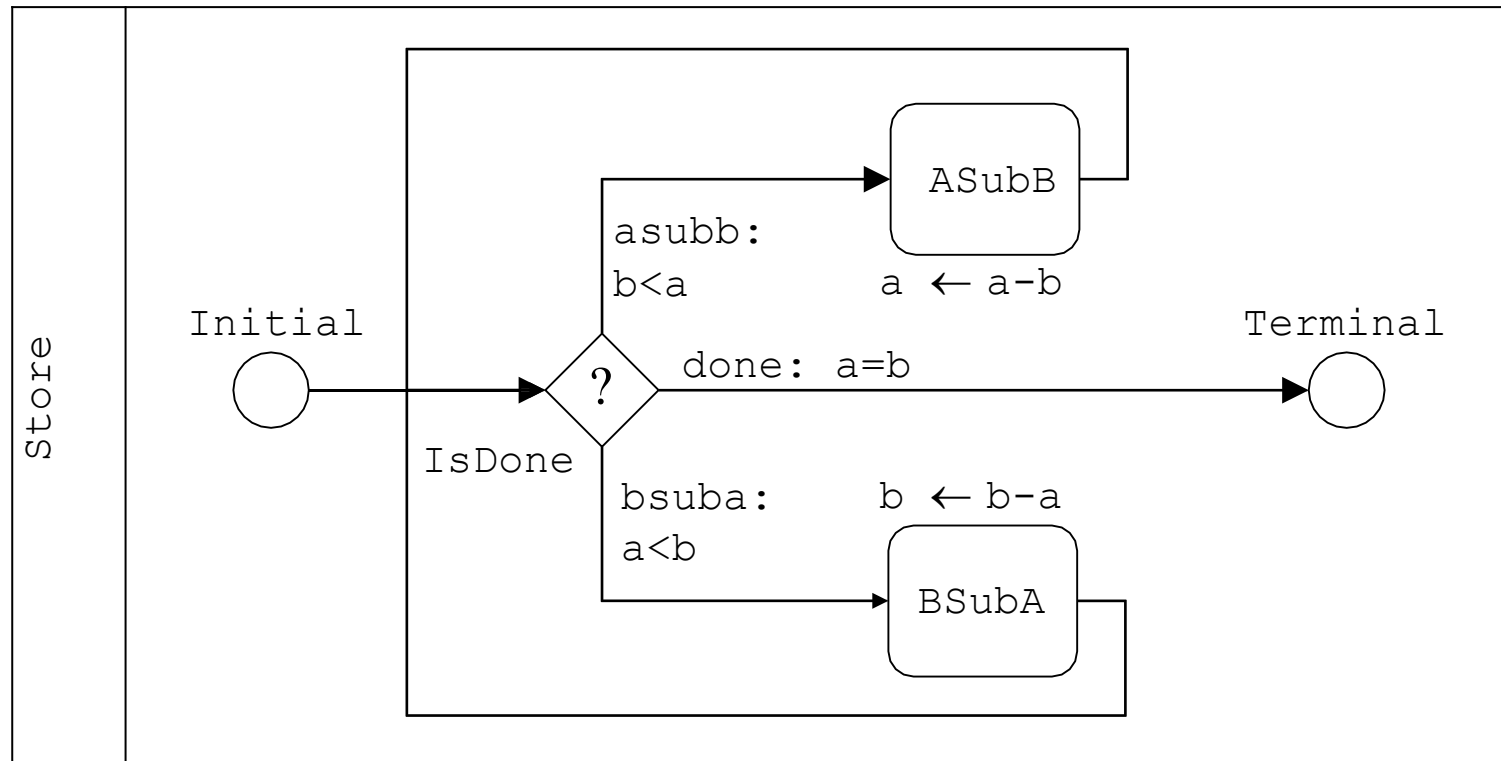 Store
ASubB
asubb:
b<a
a ← a-b
Initial
Terminal
done: a=b
?
IsDone
bsuba:
a<b
b ← b-a
BSubA